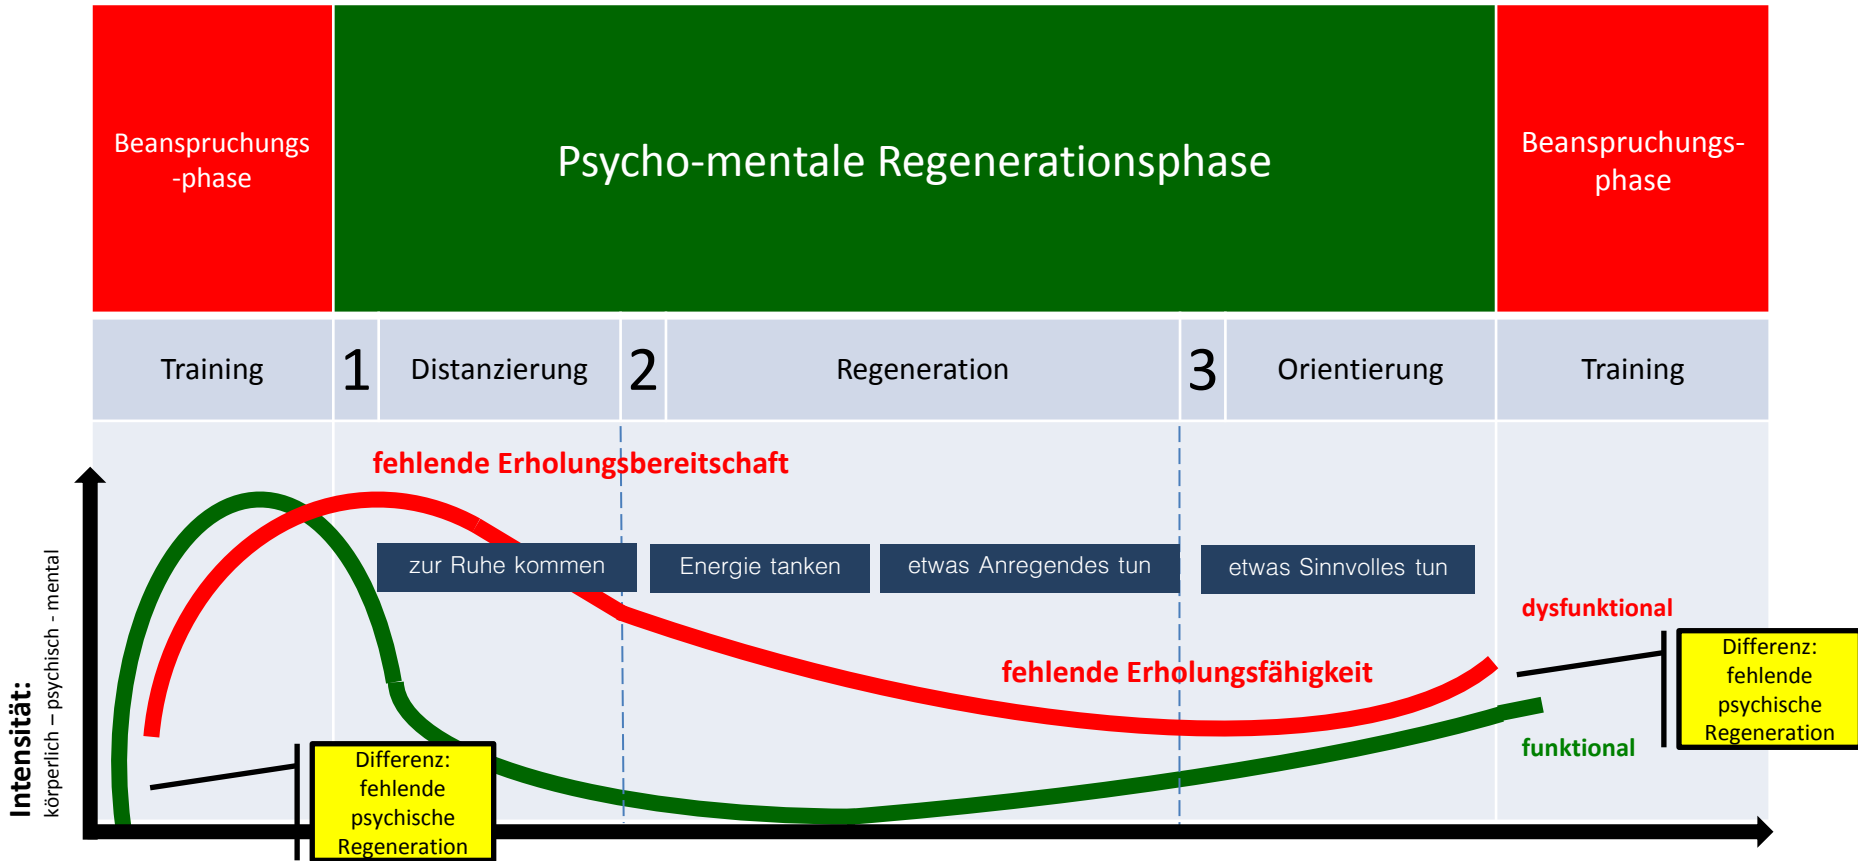 Beanspruchungs
-phase
Psycho-mentale Regenerationsphase
Beanspruchungs-
phase
Training
1
Distanzierung
2
Regeneration
3
Orientierung
Training
fehlende Erholungsbereitschaft
zur Ruhe kommen
Energie tanken
etwas Anregendes tun
etwas Sinnvolles tun
dysfunktional
fehlende Erholungsfähigkeit
Differenz:
fehlende
psychische
Regeneration
funktional
Intensität:
körperlich – psychisch - mental
Differenz:
fehlende
psychische
Regeneration